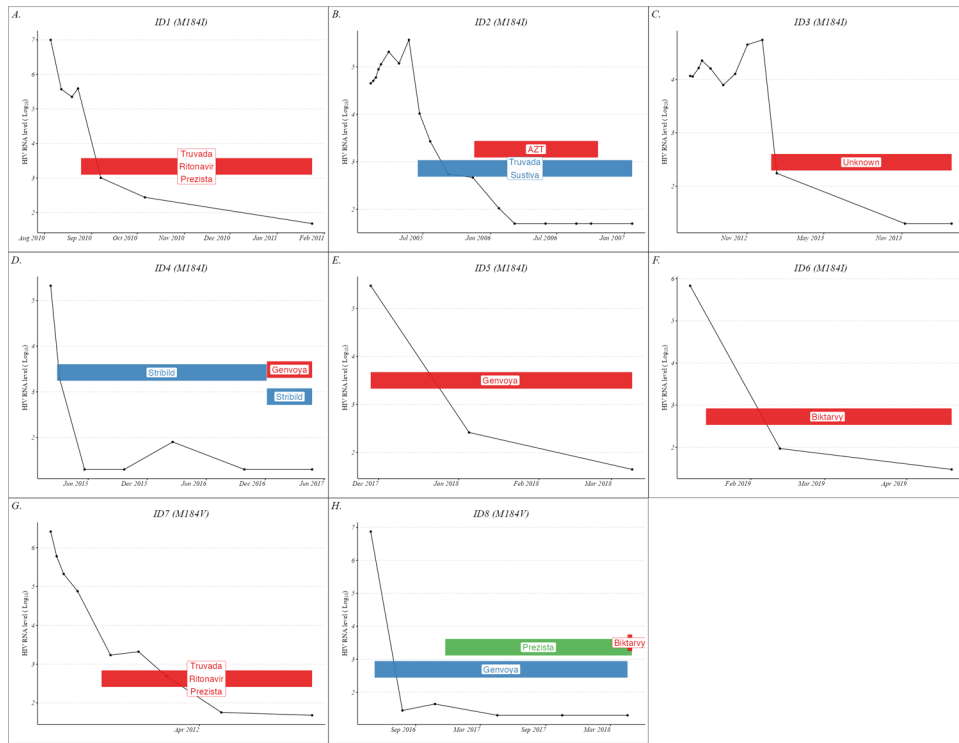 A.
ID1 (M184I)
HIV RNA level ( Log10)
7
6
5
4
3
2
Truvada
Ritonavir
Prezista
Aug 2010
Sep 2010
Oct 2010
Nov 2010
Dec 2010
Jan 2011
Feb 2011
B.
ID2 (M184I)
HIV RNA level ( Log10)
5
4
3
2
AZT
Truvada
Sustiva
Jul 2005
Jan 2006
Jul 2006
Jan 2007
C.
ID3 (M184I)
HIV RNA level ( Log10)
4
3
2
Unknown
Nov 2012
May 2013
Nov 2013
D.
ID4 (M184I)
HIV RNA level ( Log10)
5
4
3
2
Stribild
Genvoya
Stribild
Jun 2015
Dec 2015
Jun 2016
Dec 2016
Jun 2017
E.
ID5 (M184I)
HIV RNA level ( Log10)
5
4
3
2
Genvoya
Dec 2017
Jan 2018
Feb 2018
Mar 2018
F.
ID6 (M184I)
HIV RNA level ( Log10)
6
5
4
3
2
Biktarvy
Feb 2019
Mar 2019
Apr 2019
G.
ID7 (M184V)
HIV RNA level ( Log10)
6
5
4
3
2
Truvada
Ritonavir
Prezista
Apr 2012
H.
ID8 (M184V)
HIV RNA level ( Log10)
7
6
5
4
3
2
Biktarvy
Prezista
Genvoya
Sep 2016
Mar 2017
Sep 2017
Mar 2018